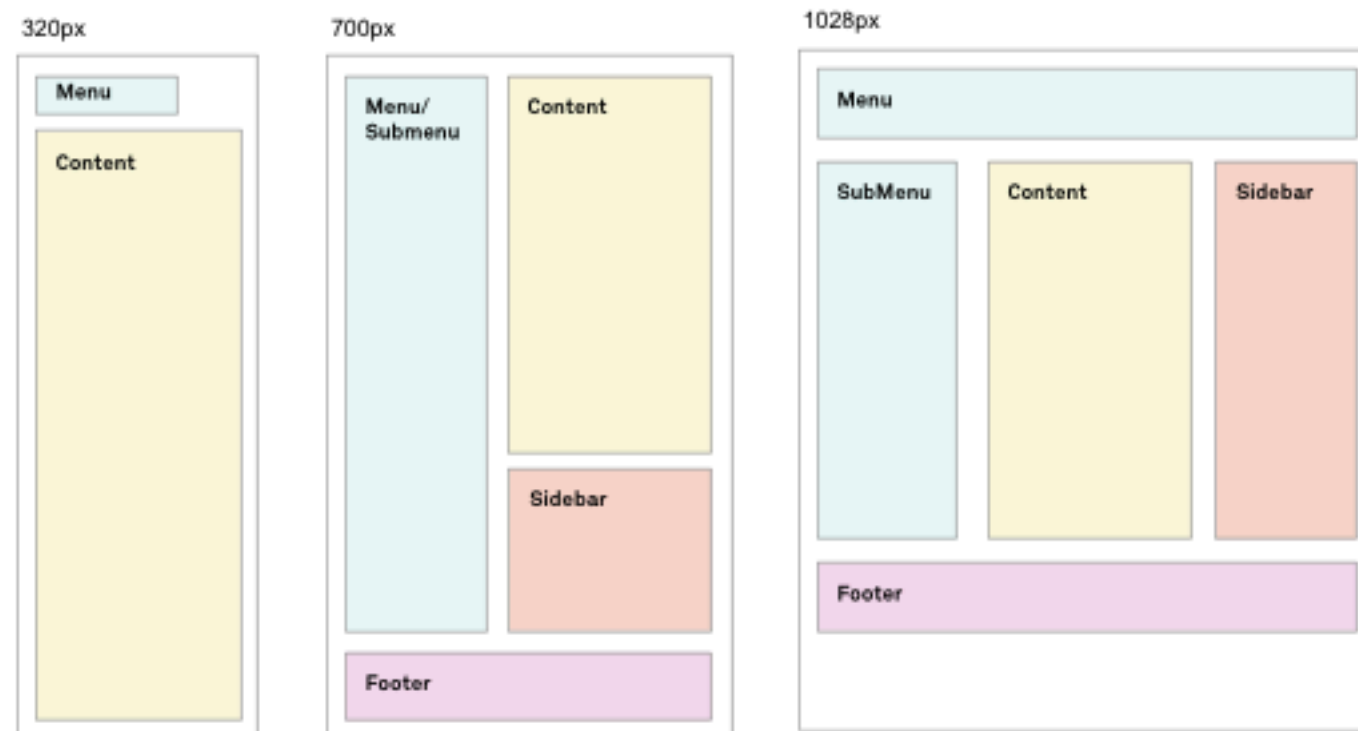 320px
Menu
Content
700px
Menu/
Submenu
Content
Sidebar
Footer
1028px
Menu
SubMenu
Content
Sidebar
Footer